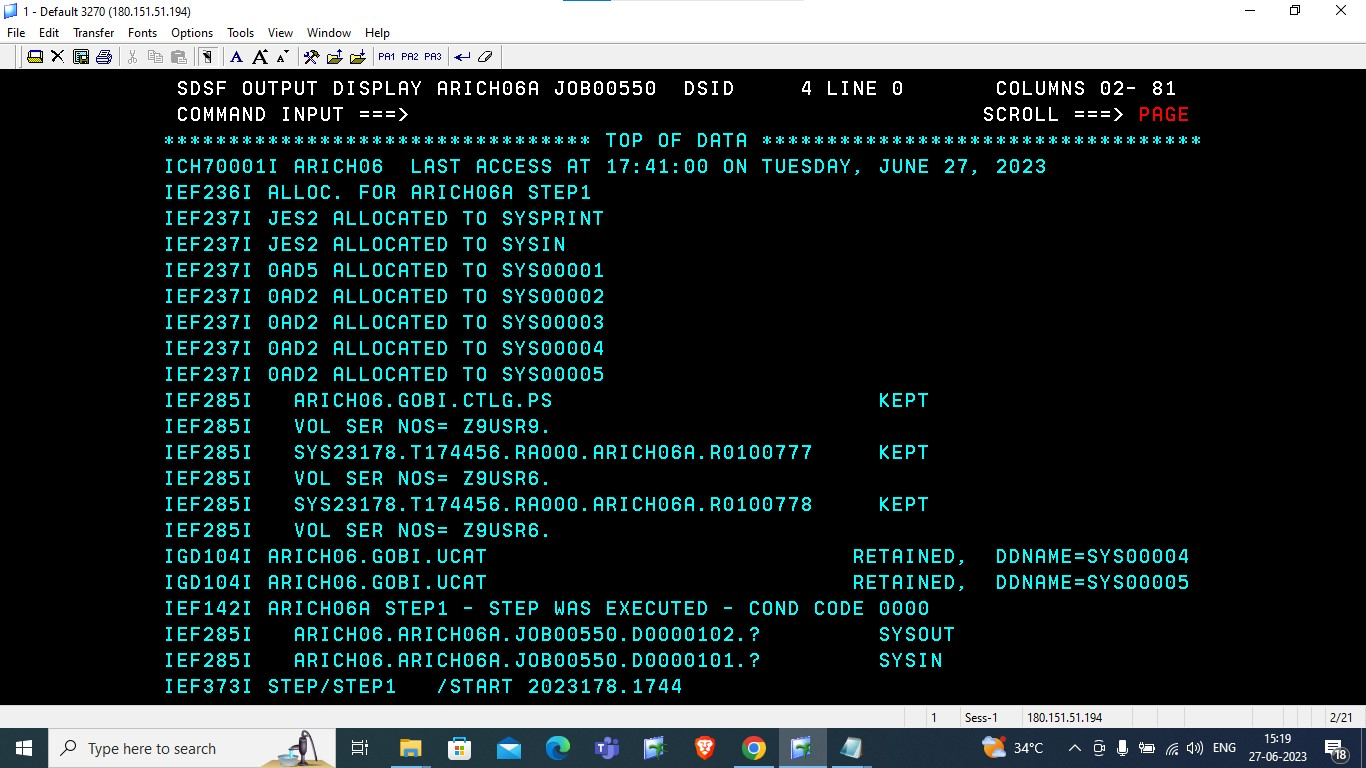 1 - Default 3270 (180.151.51.194)
File Edit Transfer Fonts Options Tools View Window Help
PA1 PA2 PA3
SDSF OUTPUT DISPLAY ARICH06A JOB00550 DSID 4 LINE 0 COLUMNS 02- 81
COMMAND INPUT ===> SCROLL ===> PAGE
********************************* TOP OF DATA **********************************
ICH70001I ARICH06 LAST ACCESS AT 17:41:00 ON TUESDAY, JUNE 27, 2023
IEF236I ALLOC. FOR ARICH06A STEP1
IEF237I JES2 ALLOCATED TO SYSPRINT
IEF237I JES2 ALLOCATED TO SYSIN
IEF237I 0AD5 ALLOCATED TO SYS00001
IEF237I 0AD2 ALLOCATED TO SYS00002
IEF237I 0AD2 ALLOCATED TO SYS00003
IEF237I 0AD2 ALLOCATED TO SYS00004
IEF237I 0AD2 ALLOCATED TO SYS00005
IEF285I ARICH06.GOBI.CTLG.PS KEPT
IEF285I VOL SER NOS= Z9USR9.
IEF285I SYS23178.T174456.RA000.ARICH06A.R0100777 KEPT
IEF285I VOL SER NOS= Z9USR6.
IEF285I SYS23178.T174456.RA000.ARICH06A.R0100778 KEPT
IEF285I VOL SER NOS= Z9USR6.
IGD104I ARICH06.GOBI.UCAT RETAINED, DDNAME=SYS00004
IGD104I ARICH06.GOBI.UCAT RETAINED, DDNAME=SYS00005
IEF142I ARICH06A STEP1 - STEP WAS EXECUTED - COND CODE 0000
IEF285I ARICH06.ARICH06A.JOB00550.D0000102.? SYSOUT
IEF285I ARICH06.ARICH06A.JOB00550.D0000101.? SYSIN
IEF373I STEP/STEP1 /START 2023178.1744
1 Sess-1 180.151.51.194 2/21
Type here to search 34°C ENG 15:19
27-06-2023 18